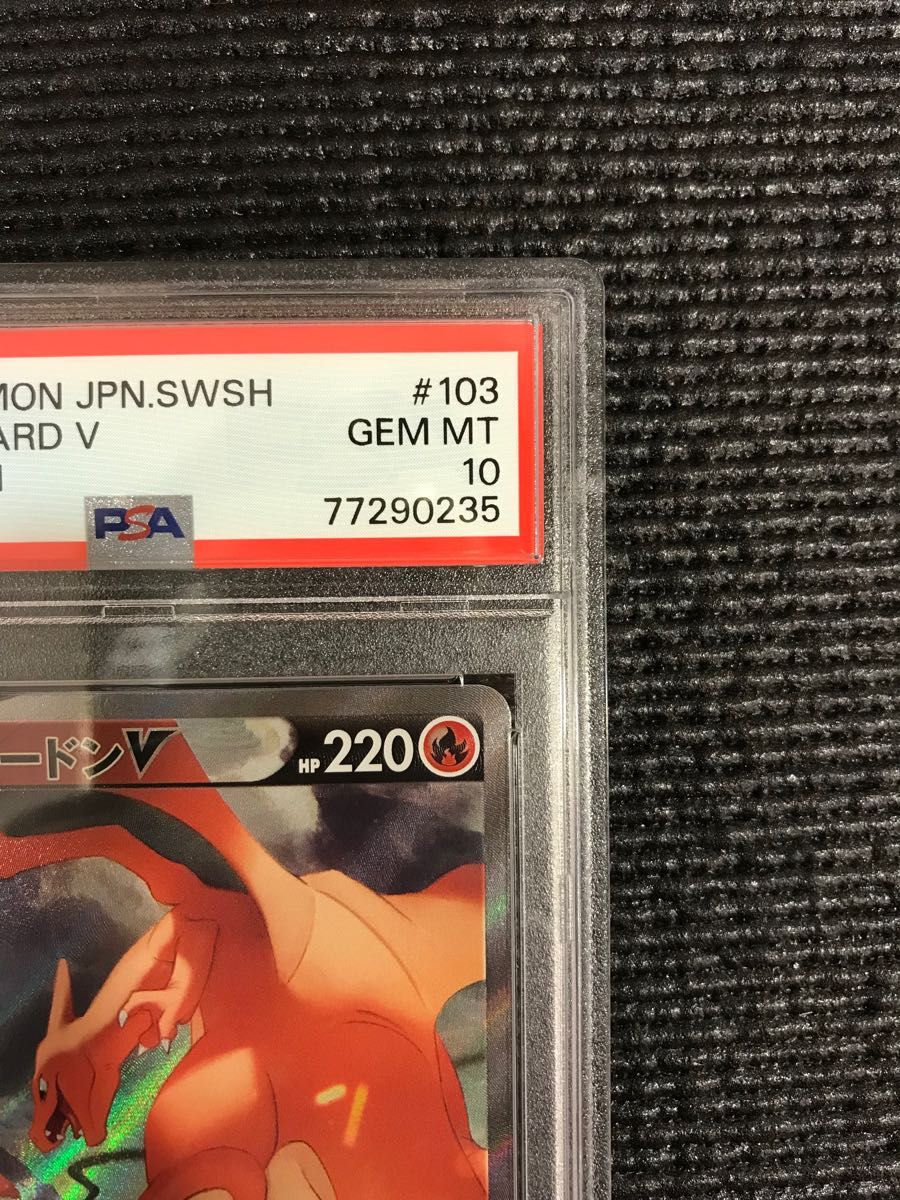 MON JPN.SWSH #103
ARD V GEM MT
10
PSA 77290235
ードンV HP 220